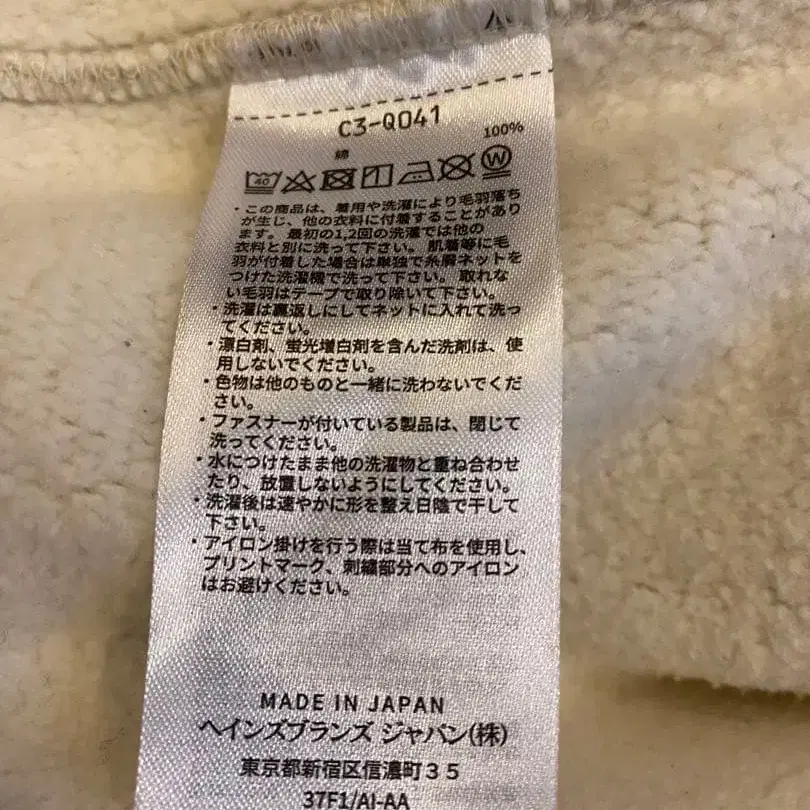 C3-Q041
綿 100%
40 W
・この商品は、着用や洗濯により毛羽落ち
が生じ、他の衣料に付着することがあり
ます。最初の1,2回の洗濯では他の
衣料と別に洗って下さい。 肌着等に毛
羽が付着した場合は単独で糸屑ネットを
つけた洗濯機で洗って下さい。 取れな
い毛羽はテープで取り除いて下さい。
・洗濯は裏返しにしてネットに入れて洗っ
てください。
・漂白剤、蛍光増白剤を含んだ洗剤は、使
用しないでください。
・色物は他のものと一緒に洗わないでくだ
さい。
・ファスナーが付いている製品は、閉じて
洗ってください。
・水につけたまま他の洗濯物と重ね合わせ
たり、放置しないようにしてください。
・洗濯後は速やかに形を整え日陰で干して
下さい。
・アイロン掛けを行う際は当て布を使用し、
プリントマーク、刺繍部分へのアイロン
はお避けください。
MADE IN JAPAN
ヘインズブランズ ジャパン(株)
東京都新宿区信濃町35
37F1/AI-AA